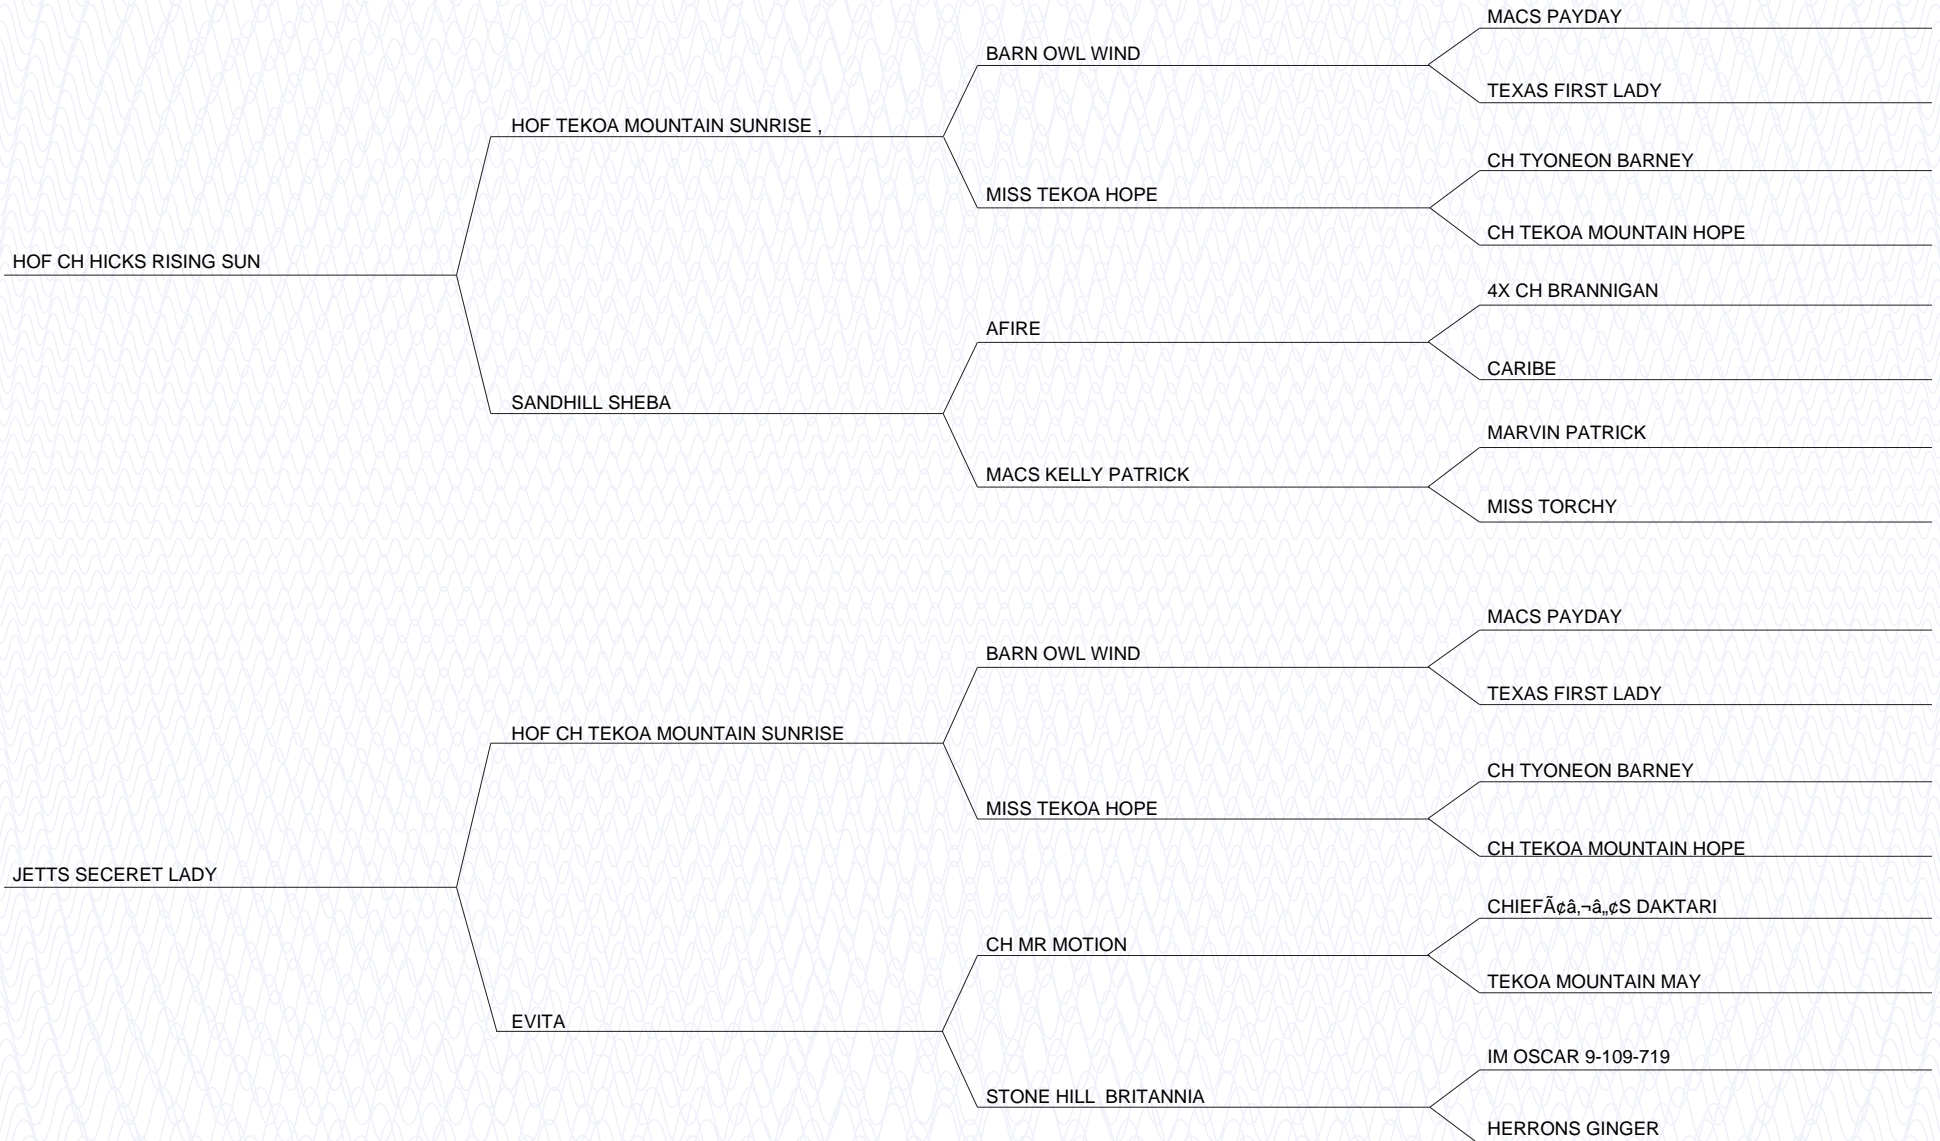 MACS PAYDAY
BARN OWL WIND
TEXAS FIRST LADY
HOF TEKOA MOUNTAIN SUNRISE ,
CH TYONEON BARNEY
MISS TEKOA HOPE
CH TEKOA MOUNTAIN HOPE
HOF CH HICKS RISING SUN
4X CH BRANNIGAN
AFIRE
CARIBE
SANDHILL SHEBA
MARVIN PATRICK
MACS KELLY PATRICK
MISS TORCHY
MACS PAYDAY
BARN OWL WIND
TEXAS FIRST LADY
HOF CH TEKOA MOUNTAIN SUNRISE
CH TYONEON BARNEY
MISS TEKOA HOPE
CH TEKOA MOUNTAIN HOPE
JETTS SECERET LADY
CHIEFÃ¢â‚¬â„¢S DAKTARI
CH MR MOTION
TEKOA MOUNTAIN MAY
EVITA
IM OSCAR 9-109-719
STONE HILL  BRITANNIA
HERRONS GINGER